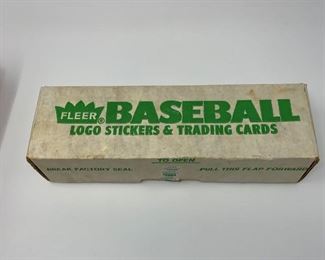 FLEER® BASEBALL
LOGO STICKERS & TRADING CARDS
TO OPEN
BREAK FACTORY SEAL PULL THIS FLAP FORWARD